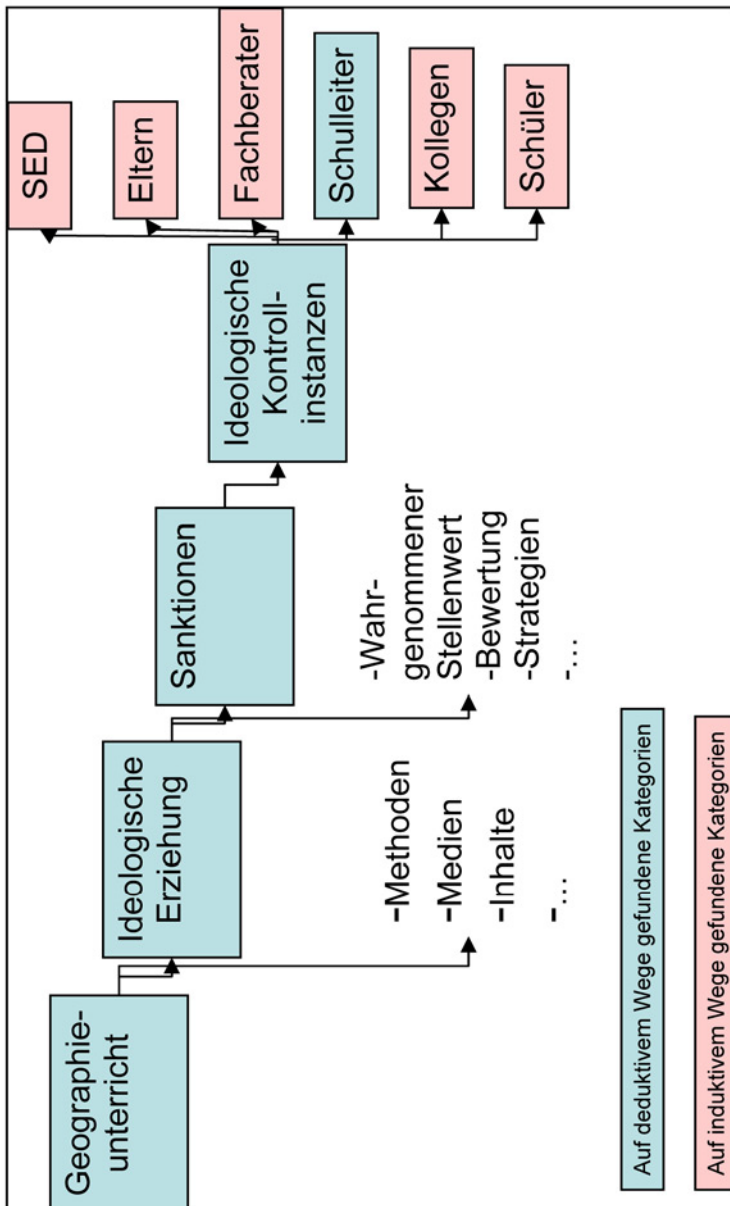 Geographie-
unterricht
Ideologische
Erziehung
-Methoden
-Medien
-Inhalte
-...
Sanktionen
-Wahr-
genommener
Stellenwert
-Bewertung
-Strategien
-...
Ideologische
Kontroll-
instanzen
SED
Eltern
Fachberater
Schulleiter
Kollegen
Schüler
Auf deduktivem Wege gefundene Kategorien
Auf induktivem Wege gefundene Kategorien